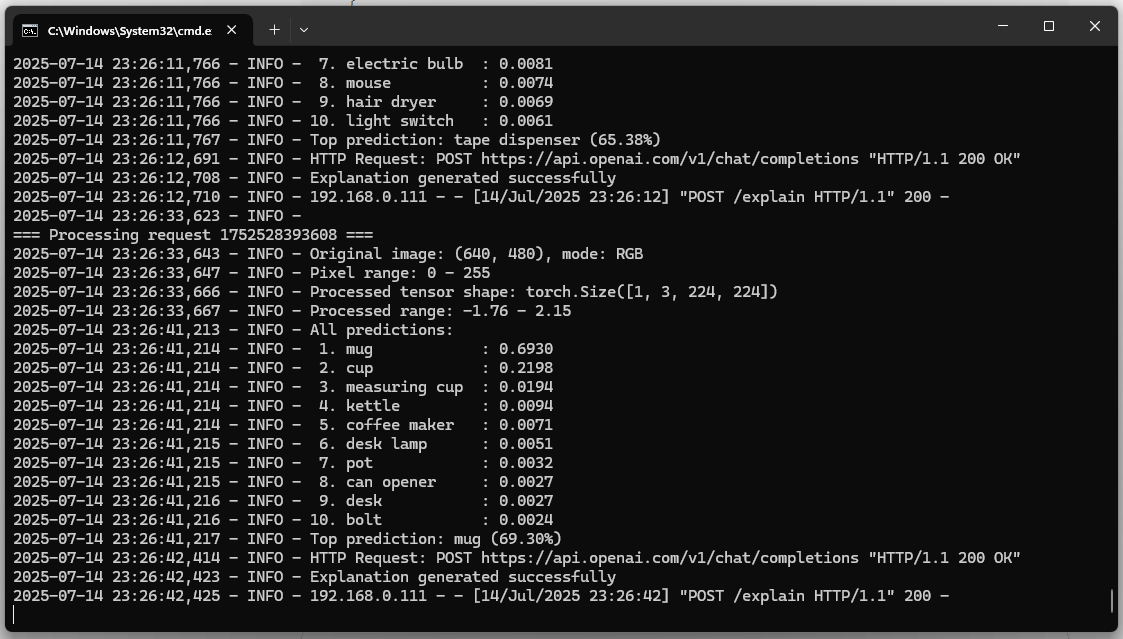 C:\Windows\System32\cmd.e
2025-07-14 23:26:11,766 - INFO -  7. electric bulb  : 0.0081
2025-07-14 23:26:11,766 - INFO -  8. mouse          : 0.0074
2025-07-14 23:26:11,766 - INFO -  9. hair dryer     : 0.0069
2025-07-14 23:26:11,766 - INFO - 10. light switch   : 0.0061
2025-07-14 23:26:11,767 - INFO - Top prediction: tape dispenser (65.38%)
2025-07-14 23:26:12,691 - INFO - HTTP Request: POST https://api.openai.com/v1/chat/completions "HTTP/1.1 200 OK"
2025-07-14 23:26:12,708 - INFO - Explanation generated successfully
2025-07-14 23:26:12,710 - INFO - 192.168.0.111 - - [14/Jul/2025 23:26:12] "POST /explain HTTP/1.1" 200 -
2025-07-14 23:26:33,623 - INFO -
=== Processing request 1752528393608 ===
2025-07-14 23:26:33,643 - INFO - Original image: (640, 480), mode: RGB
2025-07-14 23:26:33,647 - INFO - Pixel range: 0 - 255
2025-07-14 23:26:33,666 - INFO - Processed tensor shape: torch.Size([1, 3, 224, 224])
2025-07-14 23:26:33,667 - INFO - Processed range: -1.76 - 2.15
2025-07-14 23:26:41,213 - INFO - All predictions:
2025-07-14 23:26:41,214 - INFO -  1. mug            : 0.6930
2025-07-14 23:26:41,214 - INFO -  2. cup            : 0.2198
2025-07-14 23:26:41,214 - INFO -  3. measuring cup  : 0.0194
2025-07-14 23:26:41,214 - INFO -  4. kettle         : 0.0094
2025-07-14 23:26:41,214 - INFO -  5. coffee maker   : 0.0071
2025-07-14 23:26:41,215 - INFO -  6. desk lamp      : 0.0051
2025-07-14 23:26:41,215 - INFO -  7. pot            : 0.0032
2025-07-14 23:26:41,215 - INFO -  8. can opener     : 0.0027
2025-07-14 23:26:41,216 - INFO -  9. desk           : 0.0027
2025-07-14 23:26:41,216 - INFO - 10. bolt           : 0.0024
2025-07-14 23:26:41,217 - INFO - Top prediction: mug (69.30%)
2025-07-14 23:26:42,414 - INFO - HTTP Request: POST https://api.openai.com/v1/chat/completions "HTTP/1.1 200 OK"
2025-07-14 23:26:42,423 - INFO - Explanation generated successfully
2025-07-14 23:26:42,425 - INFO - 192.168.0.111 - - [14/Jul/2025 23:26:42] "POST /explain HTTP/1.1" 200 -